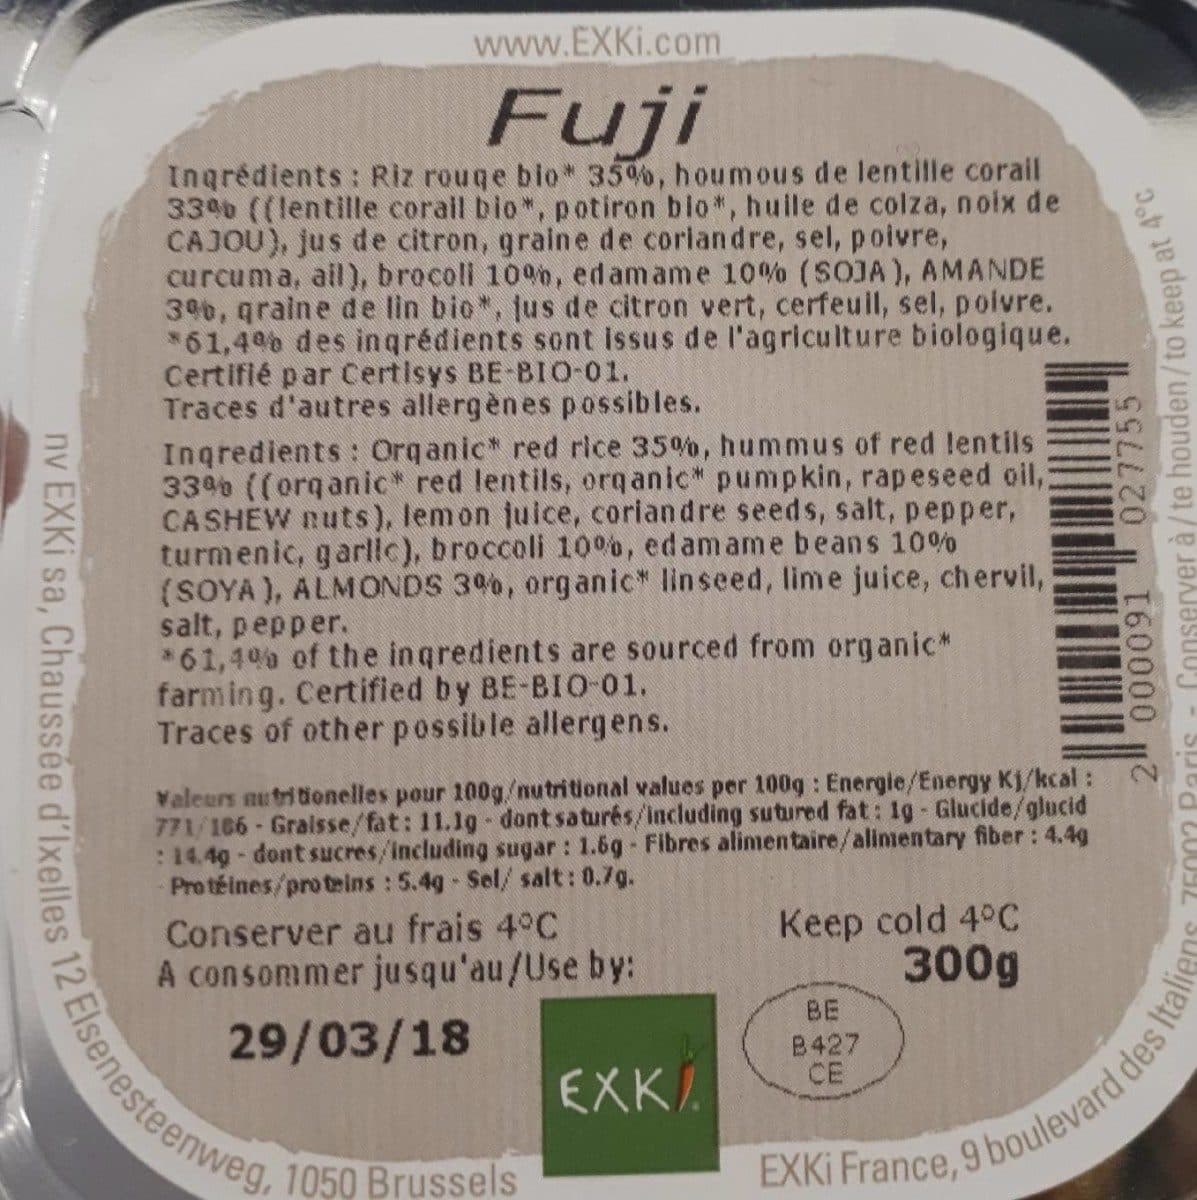 www.EXKi.com
Fuji
Ingrédients : Riz rouge bio* 35%, houmous de lentille corail
33% ((lentille corail bio*, potiron bio*, huile de colza, noix de
CAJOU), jus de citron, graine de coriandre, sel, poivre,
curcuma, ail), brocoli 10%, edamame 10% (SOJA), AMANDE
3%, graine de lin bio*, jus de citron vert, cerfeuil, sel, poivre.
*61,4% des ingrédients sont issus de l'agriculture biologique.
Certifié par Certisys BE-BIO-01.
Traces d'autres allergènes possibles.
Ingredients : Organic* red rice 35%, hummus of red lentils
33% ((organic* red lentils, organic* pumpkin, rapeseed oil,
CASHEW nuts), lemon juice, coriandre seeds, salt, pepper,
turmenic, garlic), broccoli 10%, edamame beans 10%
(SOYA), ALMONDS 3%, organic* linseed, lime juice, chervil,
salt, pepper.
*61,4% of the ingredients are sourced from organic*
farming. Certified by BE-BIO-01.
Traces of other possible allergens.
Valeurs nutritionelles pour 100g/nutritional values per 100g : Energie/Energy Kj/kcal :
771/186 - Graisse/fat : 11.1g - dont saturés/including sutured fat : 1g - Glucide/glucid
: 14.4g - dont sucres/including sugar : 1.6g - Fibres alimentaire/alimentary fiber : 4.4g
- Protéines/proteins : 5.4g - Sel/ salt : 0.7g.
Conserver au frais 4°C
Keep cold 4°C
A consommer jusqu'au/Use by:
300g
29/03/18
EXKi
BE
B427
CE
2 000091 027755
nv EXKi sa, Chaussée d'Ixelles 12 Elsenesteenweg, 1050 Brussels
EXKi France, 9 boulevard des Italiens, 75002 Paris - Conserver à/te houden/to keep at 4°C